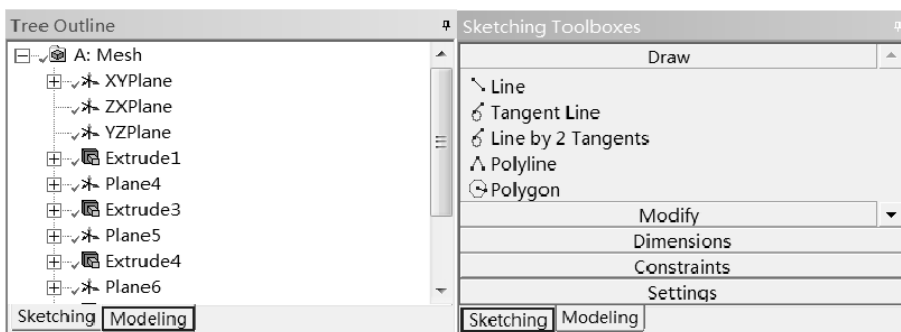 Tree Outline
A: Mesh
XYPlane
ZXPlane
YZPlane
Extrude1
Plane4
Extrude3
Plane5
Extrude4
Plane6
Sketching Modeling
Sketching Toolboxes
Draw
Line
Tangent Line
Line by 2 Tangents
Polyline
Polygon
Modify
Dimensions
Constraints
Settings
Sketching Modeling